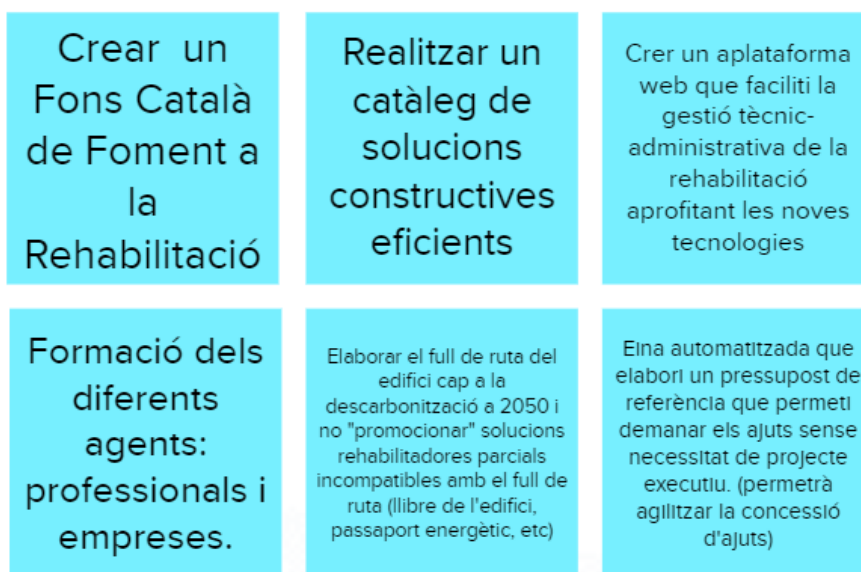 Crear un
Fons Català
de Foment a
la
Rehabilitació
Realitzar un
catàleg de
solucions
constructives
eficients
Crer un aplataforma
web que faciliti la
gestió tècnic-
administrativa de la
rehabilitació
aprofitant les noves
tecnologies
Formació dels
diferents
agents:
professionals i
empreses.
Elaborar el full de ruta del
edifici cap a la
descarbonització a 2050 i
no "promocionar" solucions
rehabilitadores parcials
incompatibles amb el full de
ruta (llibre de l'edifici,
passaport energètic, etc)
Eina automatitzada que
elabori un pressupost de
referència que permeti
demanar els ajuts sense
necessitat de projecte
executiu. (permetrà
agilitzar la concessió
d'ajuts)